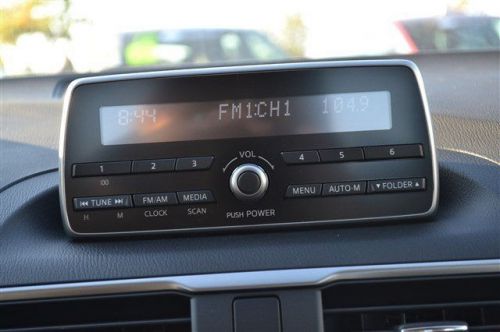 8:44 FM1:CH1 104.9
VOL
1 2 3 4 5 6
:00
⏮ TUNE ⏭ FM/AM MEDIA MENU AUTO-M ▼ FOLDER ▲
H M CLOCK SCAN PUSH POWER